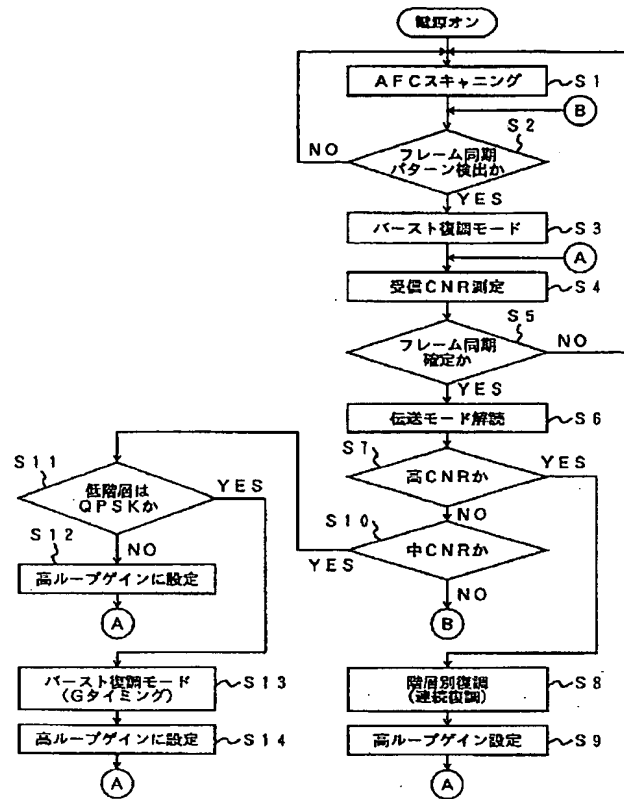 電源オン
AFCスキャニング
S1
B
S2
フレーム同期
パターン検出か
NO
YES
バースト復調モード
S3
A
受信CNR測定
S4
S5
フレーム同期
確定か
NO
YES
伝送モード解読
S6
S7
高CNRか
YES
NO
S10
中CNRか
YES
NO
B
S11
低階層は
QPSKか
YES
NO
S12
高ループゲインに設定
A
バースト復調モード
(Gタイミング)
S13
高ループゲインに設定
S14
A
階層別復調
(連続復調)
S8
高ループゲイン設定
S9
A